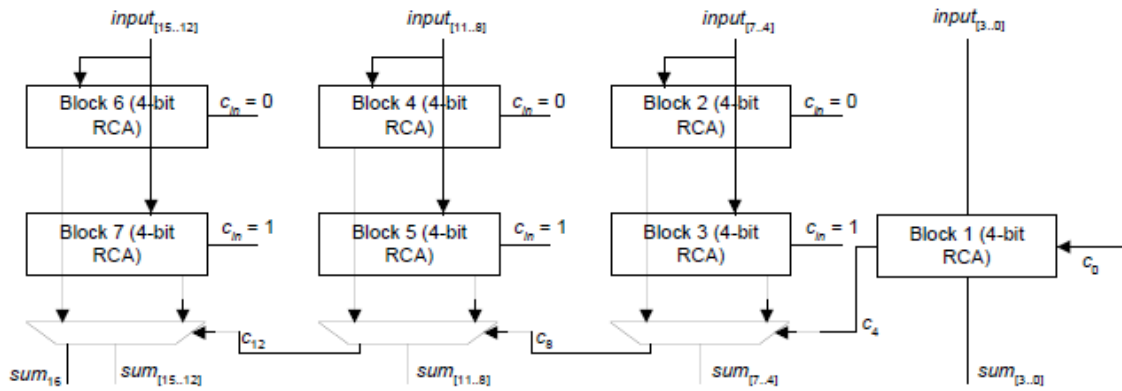 input[15..12] input[11..8] input[7..4] input[3..0]
Block 6 (4-bit
RCA)
cin = 0
Block 4 (4-bit
RCA)
cin = 0
Block 2 (4-bit
RCA)
cin = 0
Block 7 (4-bit
RCA)
cin = 1
Block 5 (4-bit
RCA)
cin = 1
Block 3 (4-bit
RCA)
cin = 1
Block 1 (4-bit
RCA)
c0
c12
c8
c4
sum16 sum[15..12] sum[11..8] sum[7..4] sum[3..0]